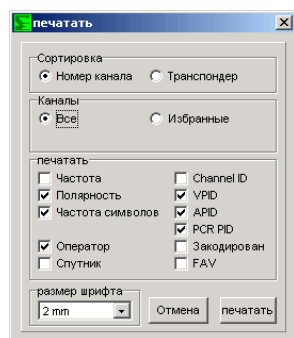 печатать
Сортировка
Номер канала Транспондер
Каналы
Все Избранные
печатать
Частота Channel ID
Полярность VPID
Частота символов APID
PCR PID
Оператор Закодирован
Спутник FAV
размер шрифта
2 mm Отмена печатать